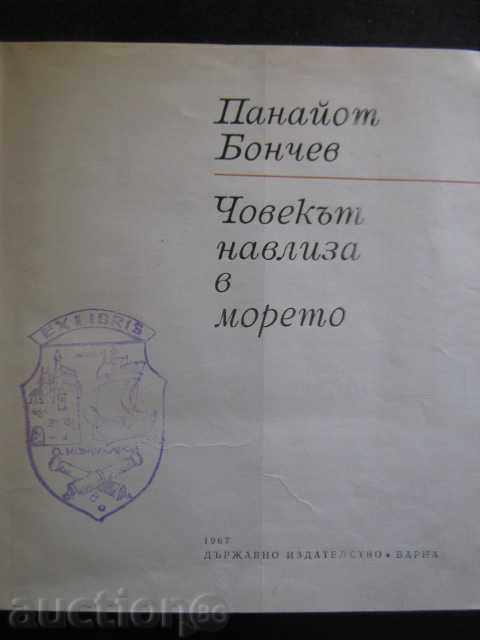 Панайот
Бончев
Човекът
навлиза
в
морето
EX LIBRIS
1967
ДЪРЖАВНО ИЗДАТЕЛСТВО • ВАРНА
auction